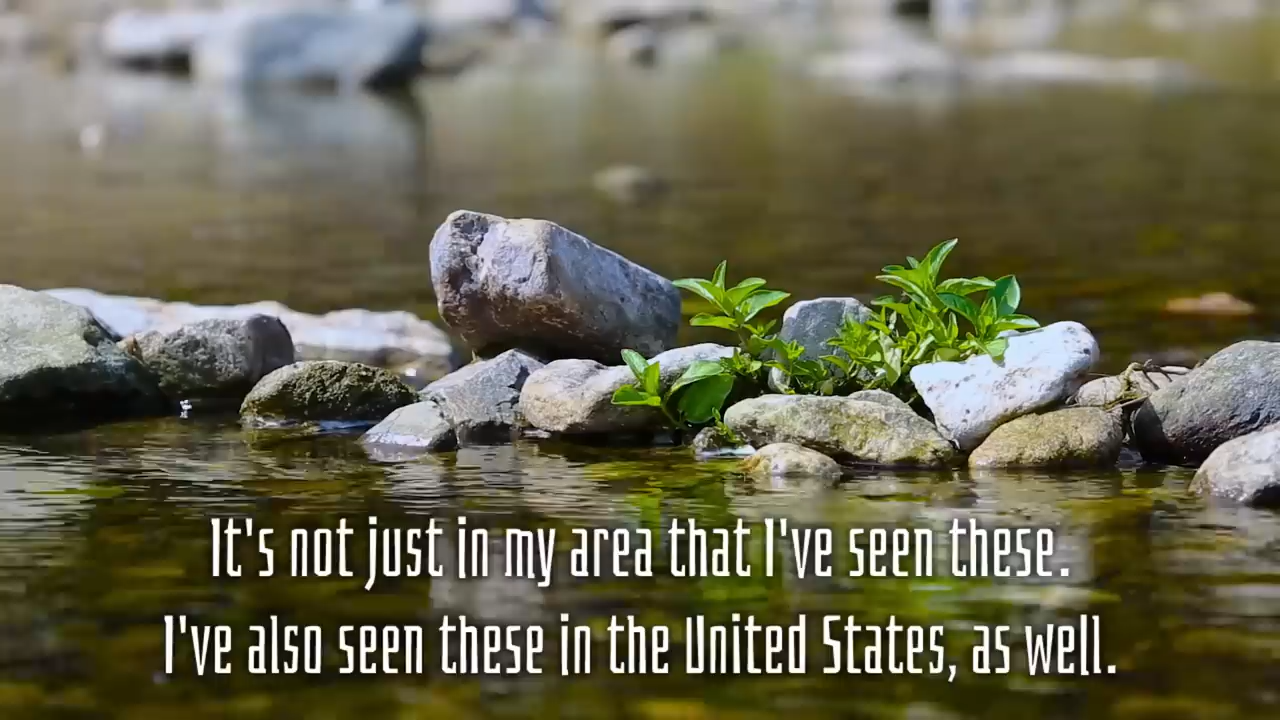 It's not just in my area that I've seen these.
I've also seen these in the United States, as well.